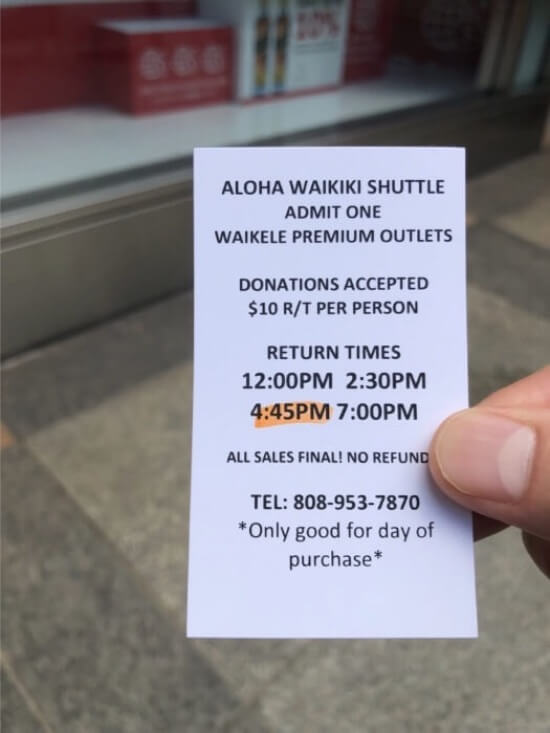 ALOHA WAIKIKI SHUTTLE
ADMIT ONE
WAIKELE PREMIUM OUTLETS
DONATIONS ACCEPTED
$10 R/T PER PERSON
RETURN TIMES
12:00PM 2:30PM
4:45PM 7:00PM
ALL SALES FINAL! NO REFUND
TEL: 808-953-7870
*Only good for day of
purchase*